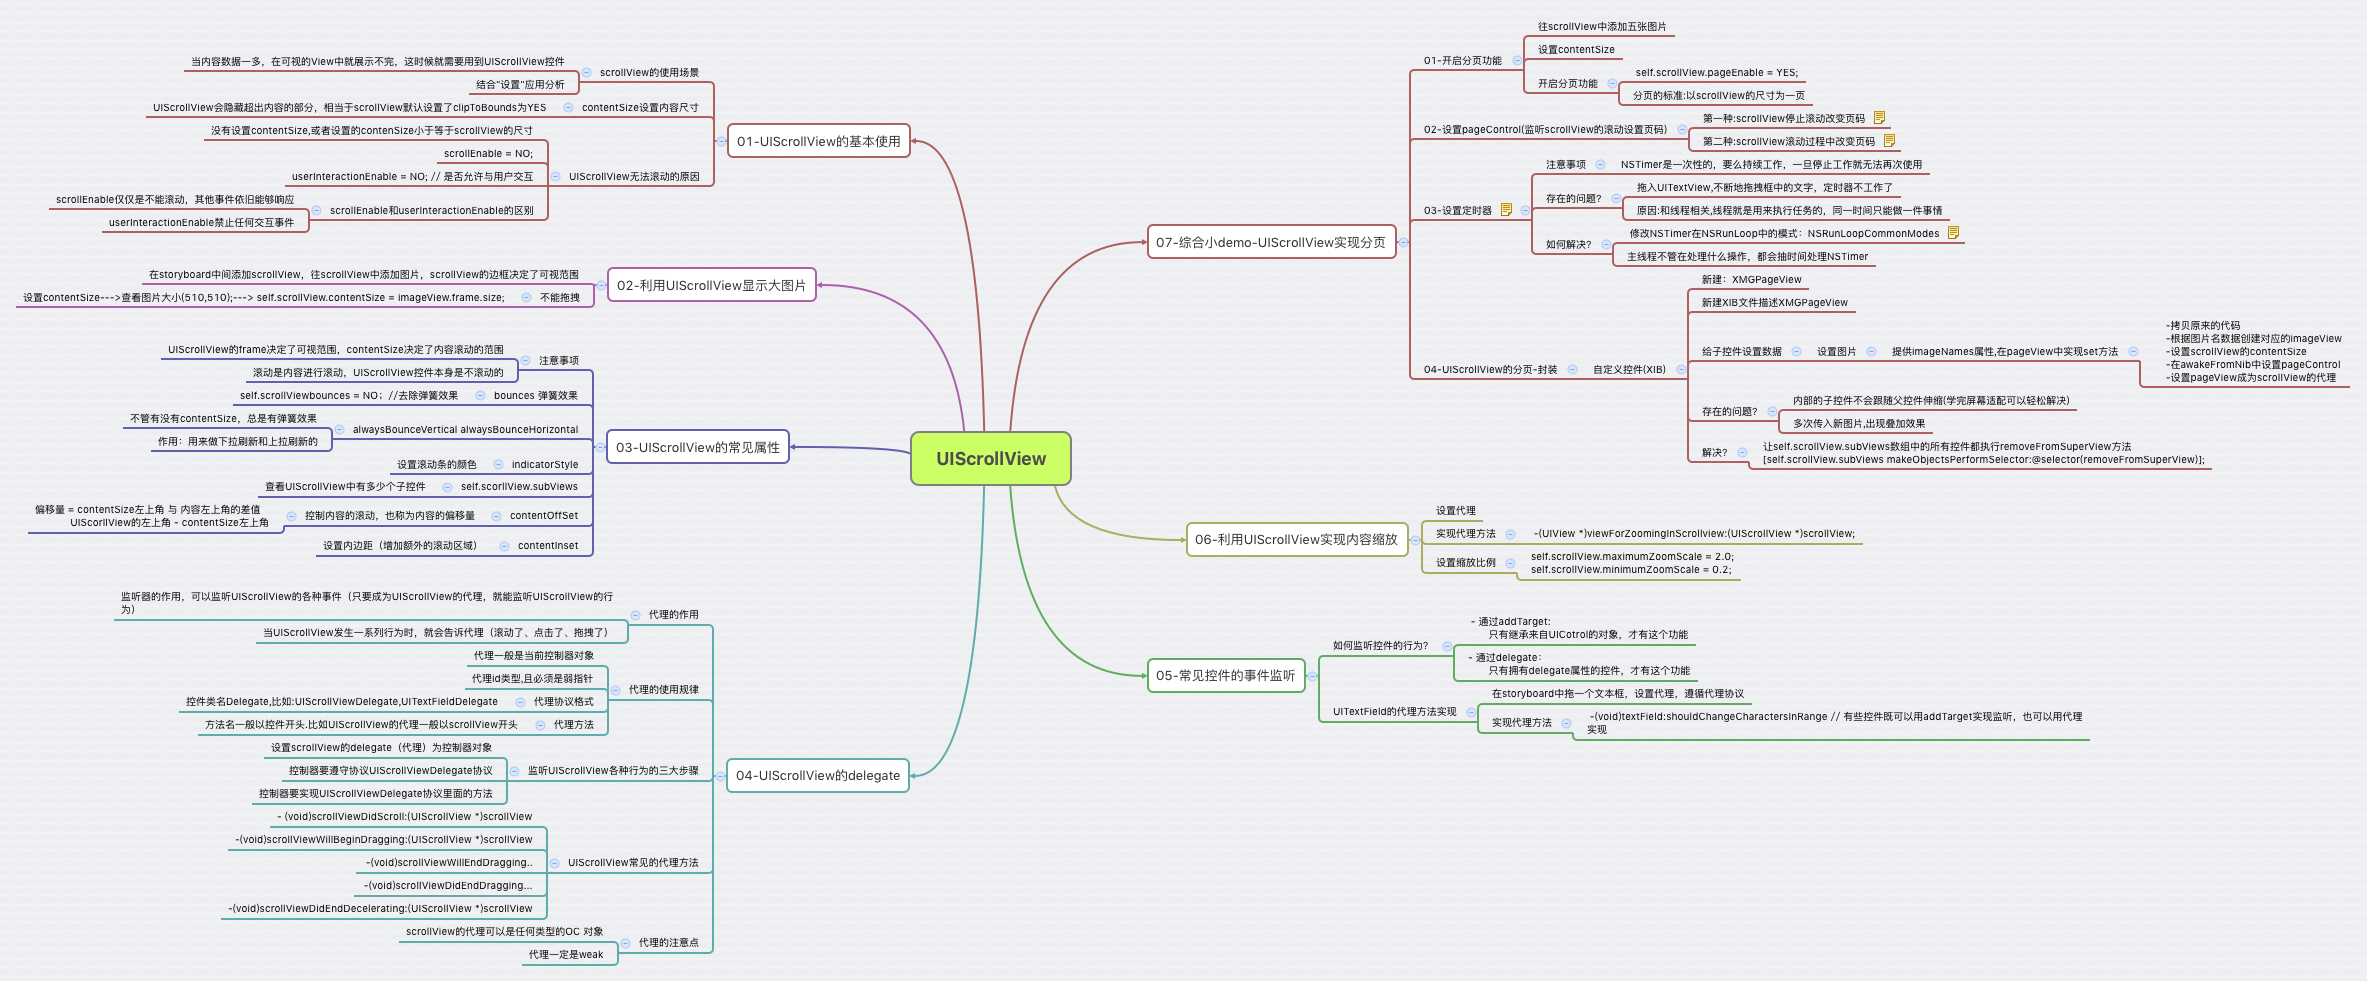 UIScrollView
01-UIScrollView的基本使用
scrollView的使用场景
当内容数据一多，在可视的View中就展示不完，这时候就需要用到UIScrollView控件
结合“设置”应用分析
contentSize设置内容尺寸
UIScrollView会隐藏超出内容的部分，相当于scrollView默认设置了clipToBounds为YES
UIScrollView无法滚动的原因
没有设置contentSize,或者设置的contenSize小于等于scrollView的尺寸
scrollEnable = NO;
userInteractionEnable = NO; // 是否允许与用户交互
scrollEnable和userInteractionEnable的区别
scrollEnable仅仅是不能滚动，其他事件依旧能够响应
userInteractionEnable禁止任何交互事件
02-利用UIScrollView显示大图片
在storyboard中间添加scrollView，往scrollView中添加图片，scrollView的边框决定了可视范围
不能拖拽
设置contentSize--->查看图片大小(510,510);---> self.scrollView.contentSize = imageView.frame.size;
03-UIScrollView的常见属性
注意事项
UIScrollView的frame决定了可视范围，contentSize决定了内容滚动的范围
滚动是内容进行滚动，UIScrollView控件本身是不滚动的
bounces 弹簧效果
self.scrollViewbounces = NO；//去除弹簧效果
alwaysBounceVertical alwaysBounceHorizontal
不管有没有contentSize，总是有弹簧效果
作用：用来做下拉刷新和上拉刷新的
indicatorStyle
设置滚动条的颜色
self.scorllView.subViews
查看UIScrollView中有多少个子控件
contentOffSet
控制内容的滚动，也称为内容的偏移量
偏移量 = contentSize左上角 与 内容左上角的差值
UIScorllView的左上角 - contentSize左上角
contentInset
设置内边距（增加额外的滚动区域）
04-UIScrollView的delegate
代理的作用
监听器的作用，可以监听UIScrollView的各种事件（只要成为UIScrollView的代理，就能监听UIScrollView的行
为）
当UIScrollView发生一系列行为时，就会告诉代理（滚动了、点击了、拖拽了）
代理的使用规律
代理一般是当前控制器对象
代理id类型,且必须是弱指针
代理协议格式
控件类名Delegate,比如:UIScrollViewDelegate,UITextFieldDelegate
代理方法
方法名一般以控件开头.比如UIScrollView的代理一般以scrollView开头
监听UIScrollView各种行为的三大步骤
设置scrollView的delegate（代理）为控制器对象
控制器要遵守协议UIScrollViewDelegate协议
控制器要实现UIScrollViewDelegate协议里面的方法
UIScrollView常见的代理方法
- (void)scrollViewDidScroll:(UIScrollView *)scrollView
-(void)scrollViewWillBeginDragging:(UIScrollView *)scrollView
-(void)scrollViewWillEndDragging..
-(void)scrollViewDidEndDragging...
-(void)scrollViewDidEndDecelerating:(UIScrollView *)scrollView
代理的注意点
scrollView的代理可以是任何类型的OC 对象
代理一定是weak
07-综合小demo-UIScrollView实现分页
01-开启分页功能
往scrollView中添加五张图片
设置contentSize
开启分页功能
self.scrollView.pageEnable = YES;
分页的标准:以scrollView的尺寸为一页
02-设置pageControl(监听scrollView的滚动设置页码)
第一种:scrollView停止滚动改变页码
第二种:scrollView滚动过程中改变页码
03-设置定时器
注意事项
NSTimer是一次性的，要么持续工作，一旦停止工作就无法再次使用
存在的问题?
拖入UITextView,不断地拖拽框中的文字，定时器不工作了
原因:和线程相关,线程就是用来执行任务的，同一时间只能做一件事情
如何解决?
修改NSTimer在NSRunLoop中的模式：NSRunLoopCommonModes
主线程不管在处理什么操作，都会抽时间处理NSTimer
04-UIScrollView的分页-封装
自定义控件(XIB)
新建：XMGPageView
新建XIB文件描述XMGPageView
给子控件设置数据
设置图片
提供imageNames属性,在pageView中实现set方法
-拷贝原来的代码
-根据图片名数据创建对应的imageView
-设置scrollView的contentSize
-在awakeFromNib中设置pageControl
-设置pageView成为scrollView的代理
存在的问题?
内部的子控件不会跟随父控件伸缩(学完屏幕适配可以轻松解决)
多次传入新图片,出现叠加效果
解决?
让self.scrollView.subViews数组中的所有控件都执行removeFromSuperView方法
[self.scrollView.subViews makeObjectsPerformSelector:@selector(removeFromSuperView)];
06-利用UIScrollView实现内容缩放
设置代理
实现代理方法
-(UIView *)viewForZoomingInScrollview:(UIScrollView *)scrollView;
设置缩放比例
self.scrollView.maximumZoomScale = 2.0;
self.scrollView.minimumZoomScale = 0.2;
05-常见控件的事件监听
如何监听控件的行为?
- 通过addTarget:
只有继承来自UICotrol的对象，才有这个功能
- 通过delegate：
只有拥有delegate属性的控件，才有这个功能
UITextField的代理方法实现
在storyboard中拖一个文本框，设置代理，遵循代理协议
实现代理方法
-(void)textField:shouldChangeCharactersInRange // 有些控件既可以用addTarget实现监听，也可以用代理
实现